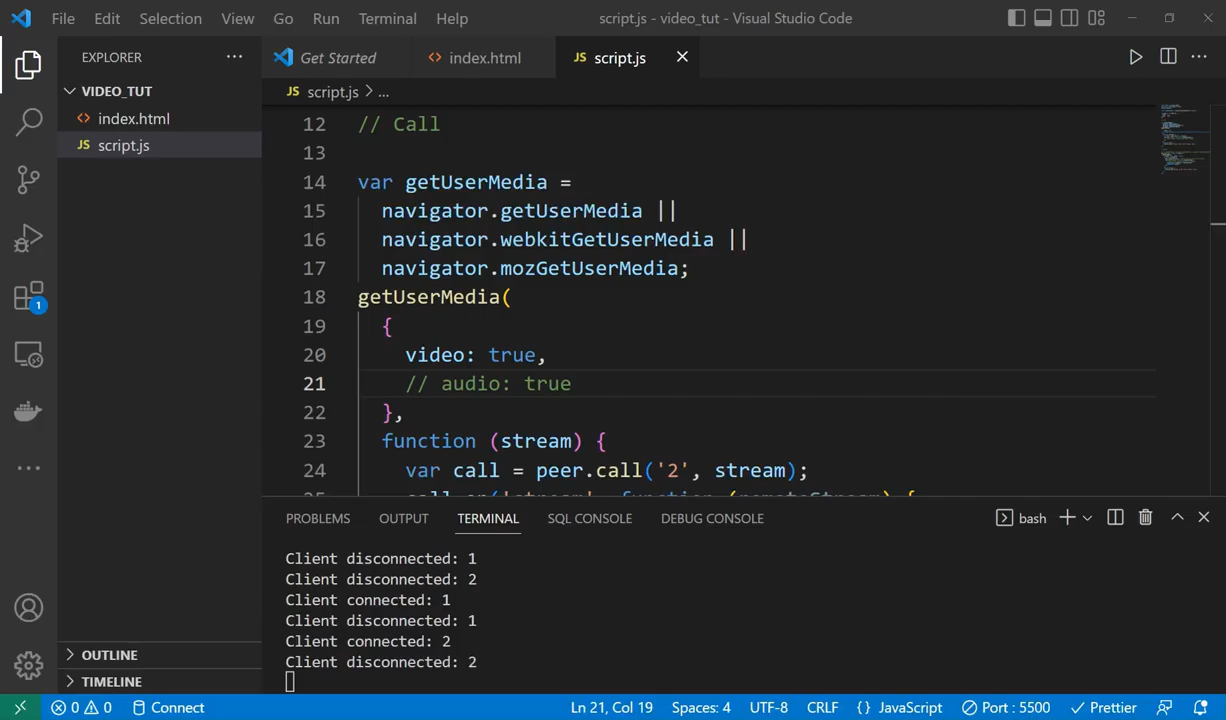 File Edit Selection View Go Run Terminal Help script.js - video_tut - Visual Studio Code
EXPLORER
Get Started index.html JS script.js
VIDEO_TUT
JS script.js > ...
index.html
JS script.js
12 // Call
13
14 var getUserMedia =
15 navigator.getUserMedia ||
16 navigator.webkitGetUserMedia ||
17 navigator.mozGetUserMedia;
18 getUserMedia(
19 {
20 video: true,
21 // audio: true
22 },
23 function (stream) {
24 var call = peer.call('2', stream);
PROBLEMS OUTPUT TERMINAL SQL CONSOLE DEBUG CONSOLE bash
Client disconnected: 1
Client disconnected: 2
Client connected: 1
Client disconnected: 1
Client connected: 2
Client disconnected: 2
1
OUTLINE
TIMELINE
0 0 Connect Ln 21, Col 19 Spaces: 4 UTF-8 CRLF {} JavaScript Port : 5500 Prettier